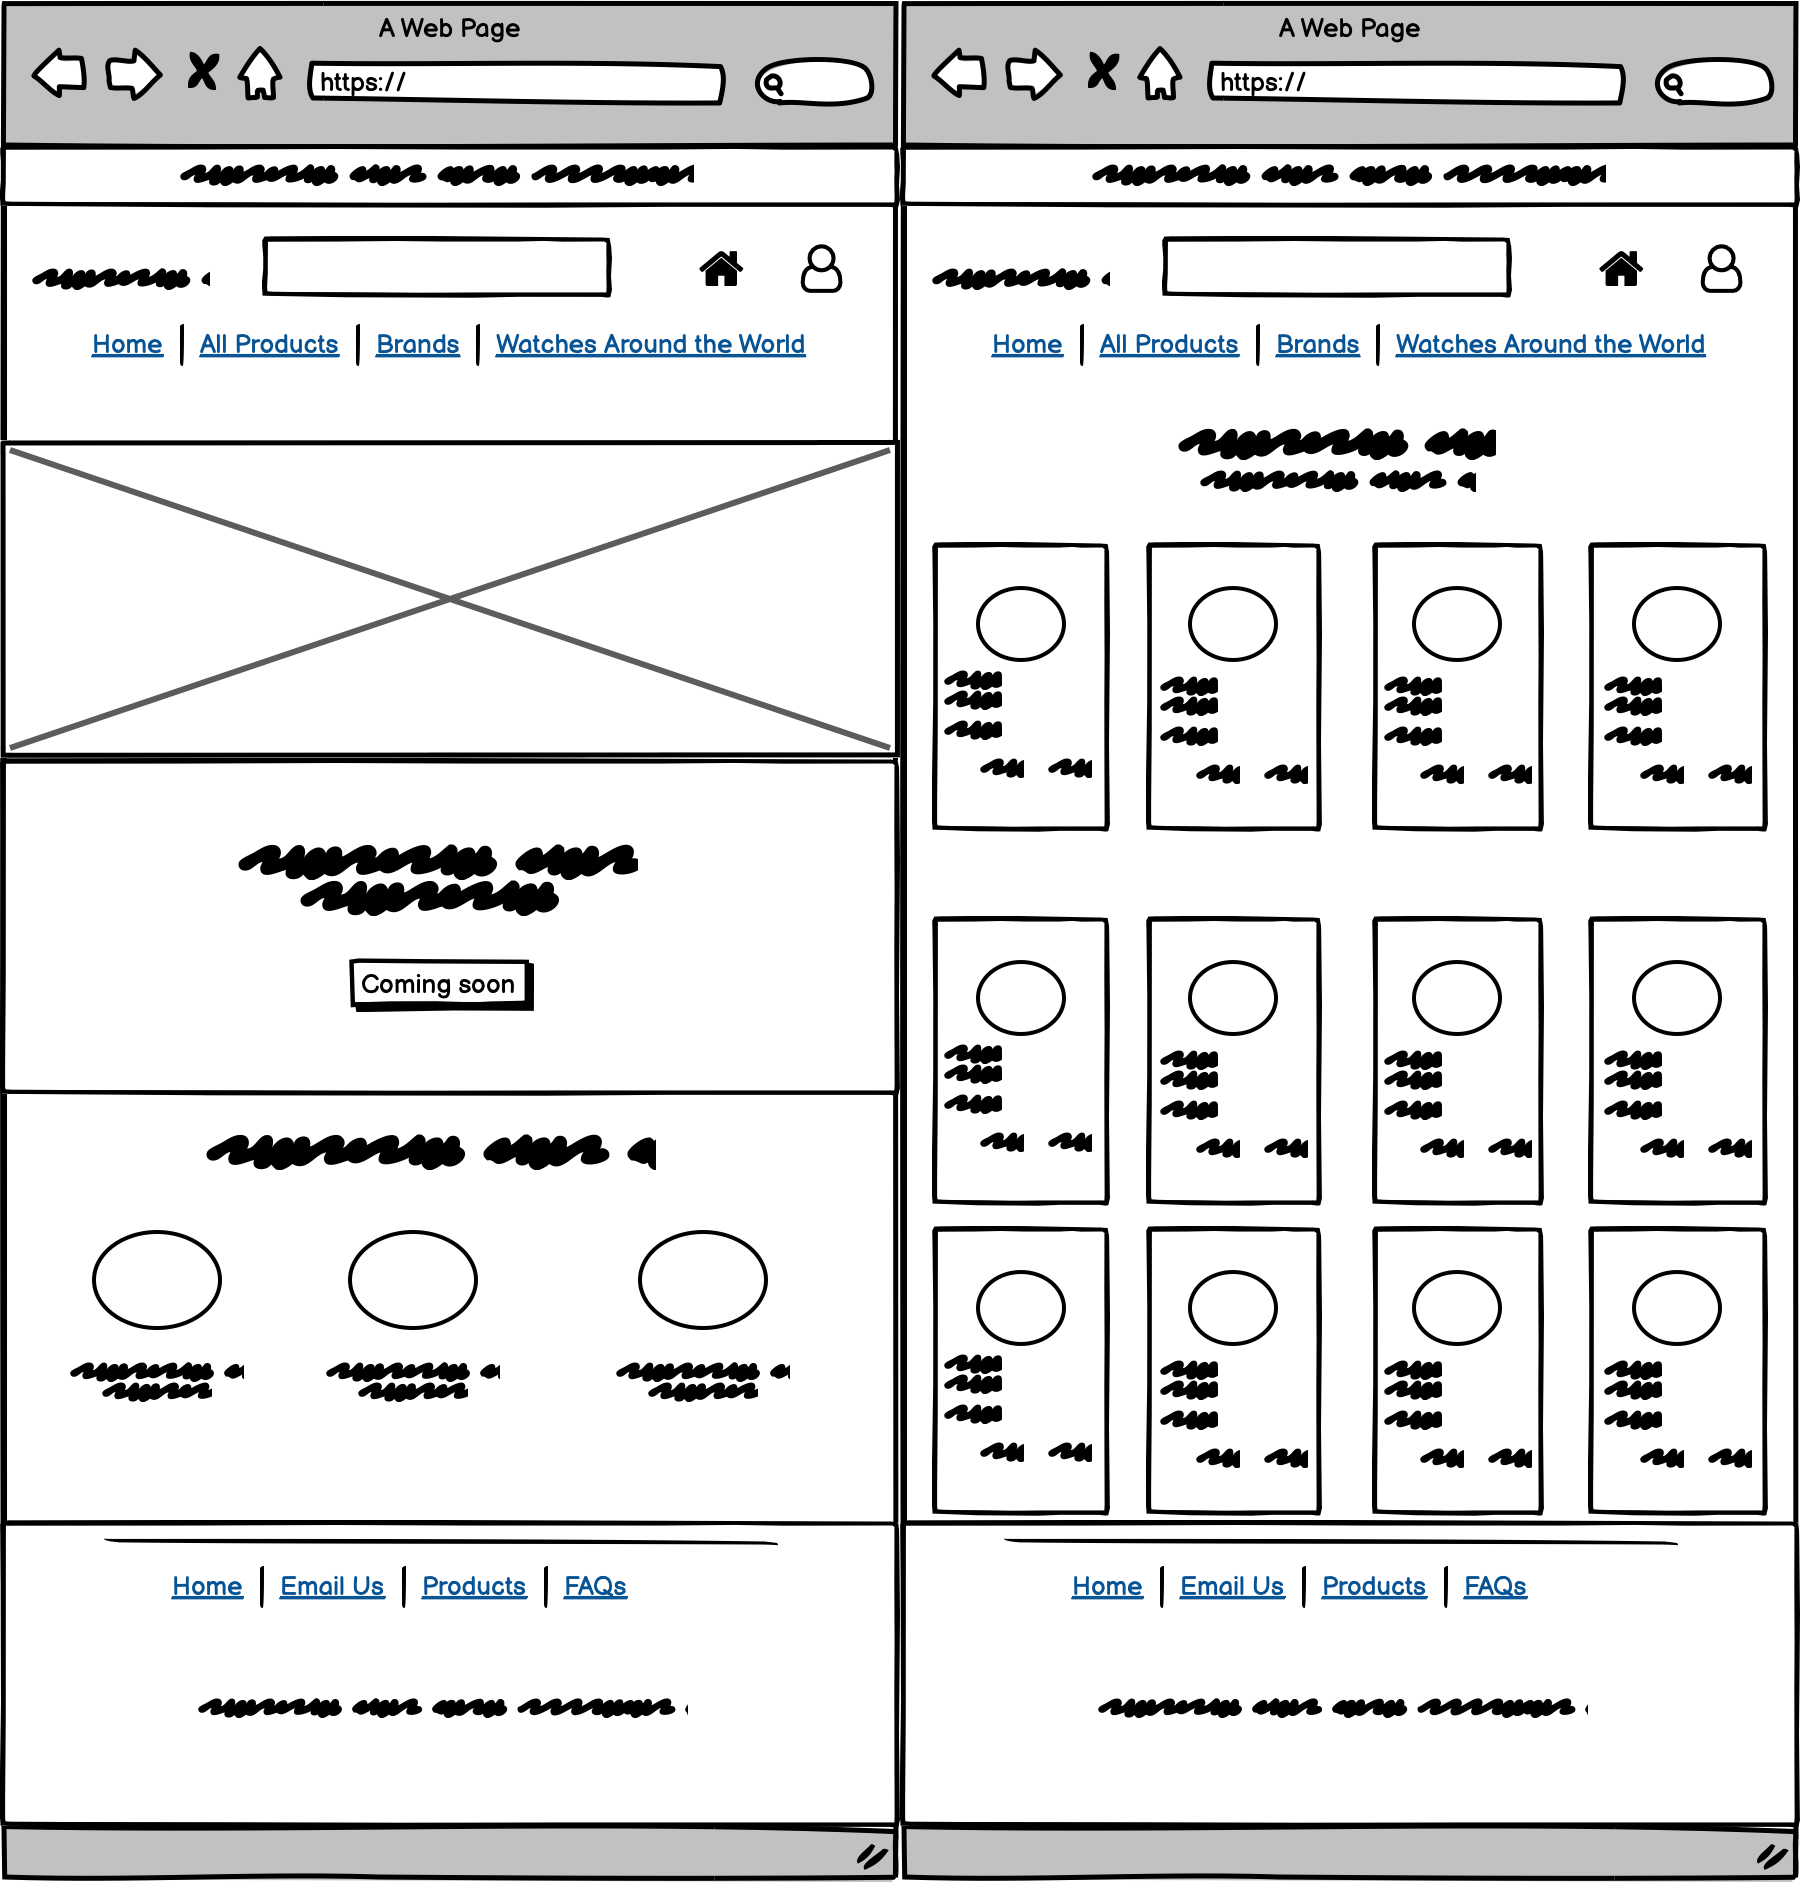 A Web Page
https://
Home
All Products
Brands
Watches Around the World
Coming soon
Home
Email Us
Products
FAQs
A Web Page
https://
Home
All Products
Brands
Watches Around the World
Home
Email Us
Products
FAQs